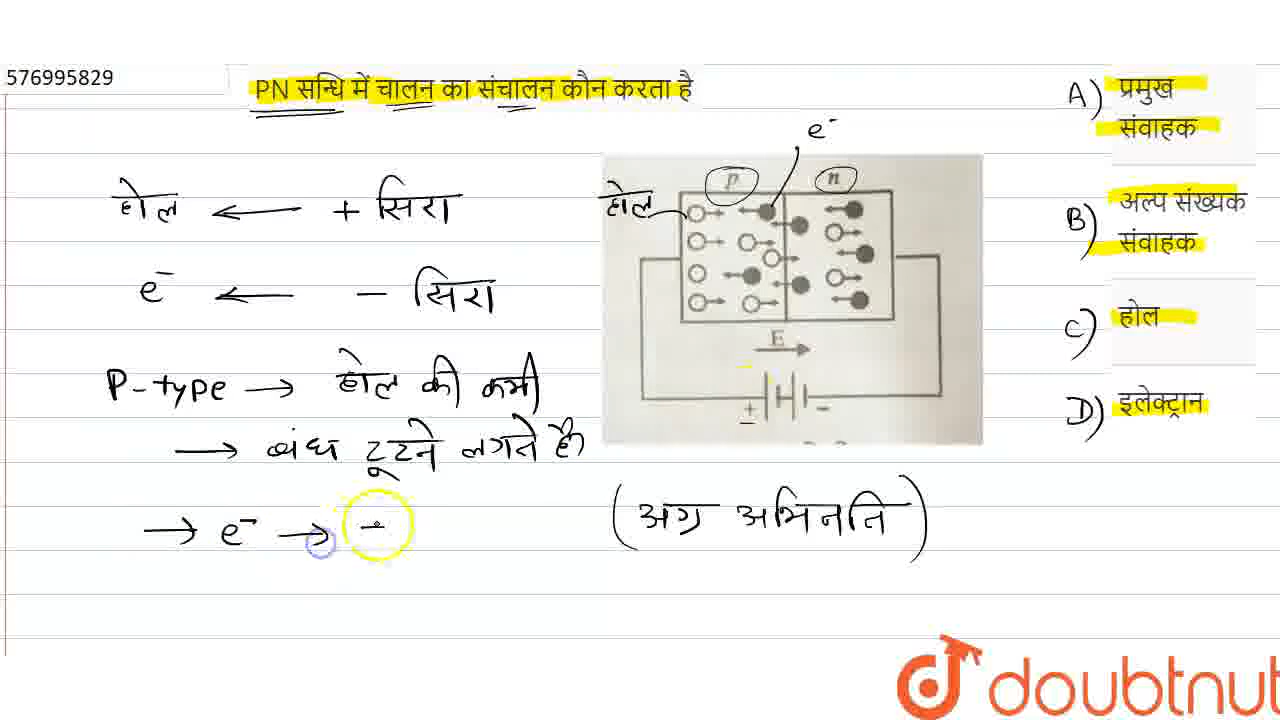 576995829
PN सन्धि में चालन का संचालन कौन करता है
A) प्रमुख
संवाहक
B) अल्प संख्यक
संवाहक
C) होल
D) इलेक्ट्रान
होल ← + सिरा
e⁻ ← − सिरा
P-type → होल की कमी
→ बंध टूटने लगते है
→ e⁻ → +
e⁻
होल
p
n
E
+
−
(अग्र अभिनति)
doubtnut